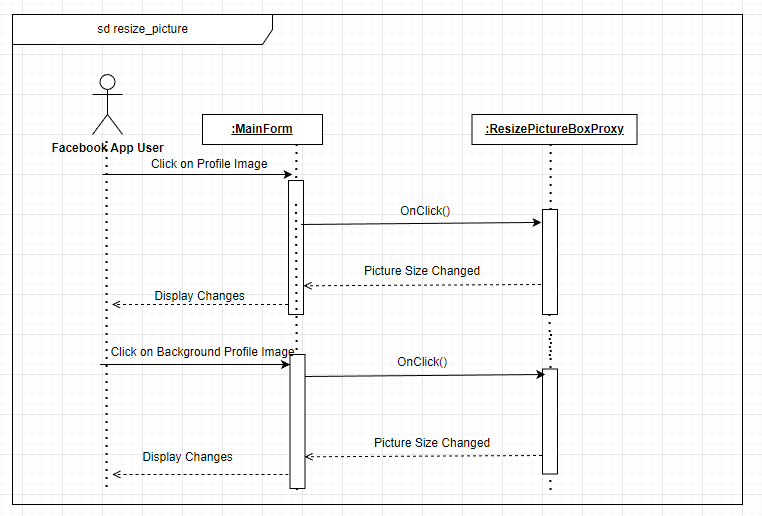 sd resize_picture
:MainForm
:ResizePictureBoxProxy
Facebook App User
Click on Profile Image
OnClick()
Picture Size Changed
Display Changes
Click on Background Profile Image
OnClick()
Picture Size Changed
Display Changes